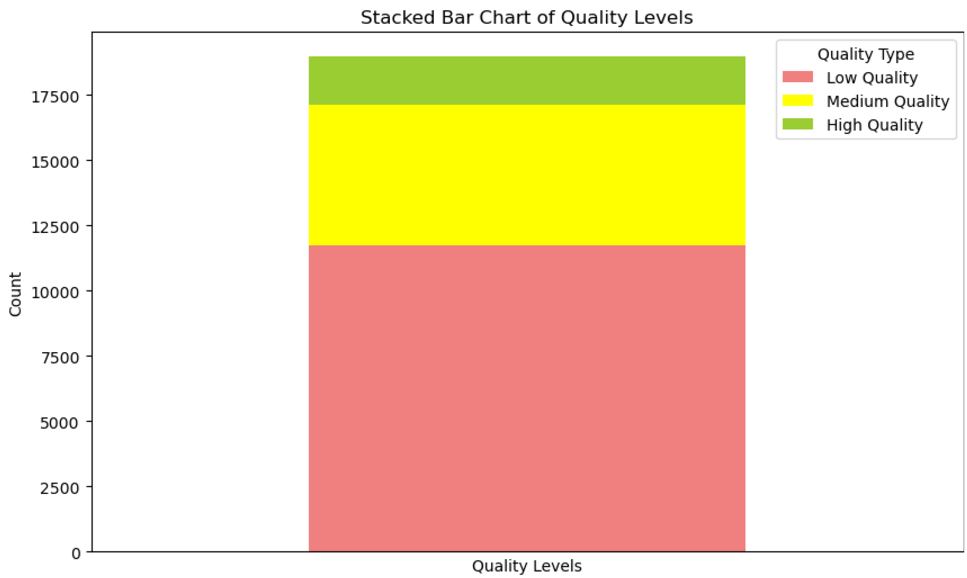 Stacked Bar Chart of Quality Levels
Quality Type
Low Quality
Medium Quality
High Quality
17500
15000
12500
10000
7500
5000
2500
0
Count
Quality Levels